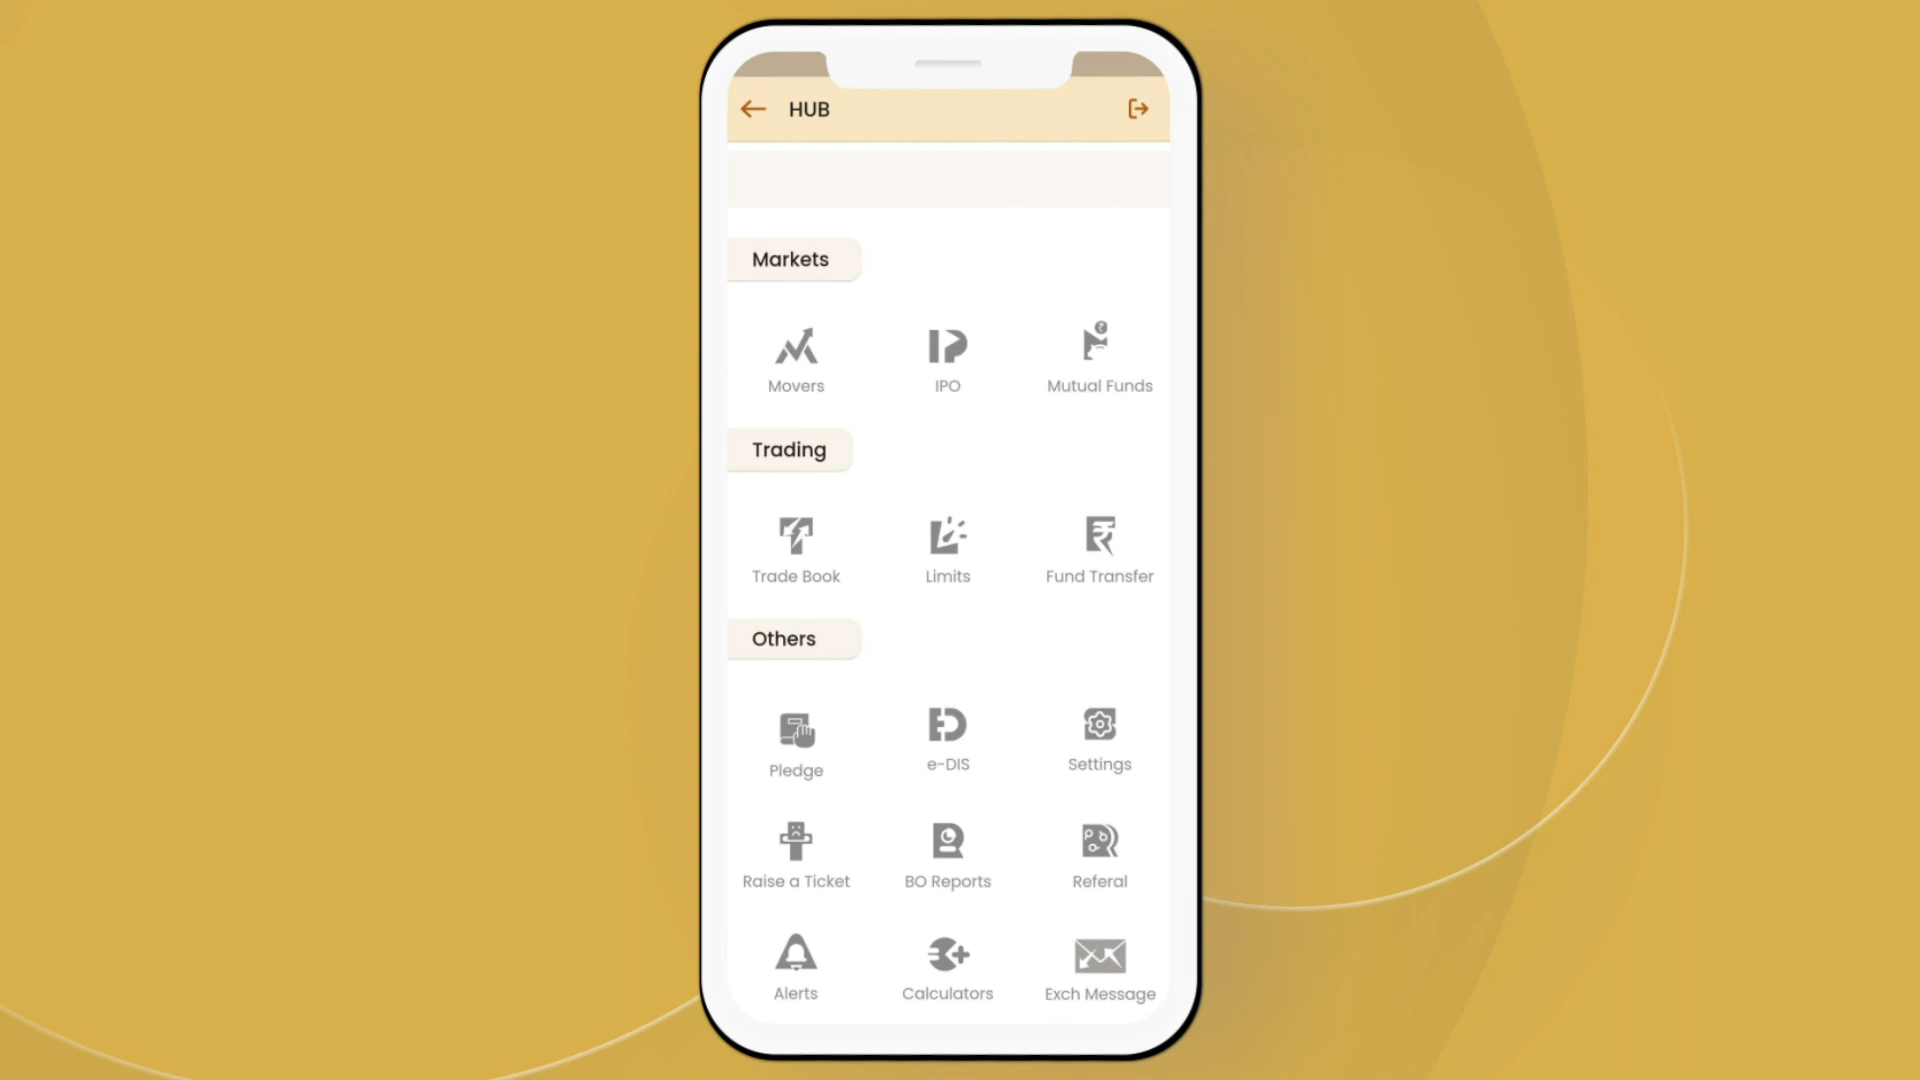 HUB
Markets
Movers IPO Mutual Funds
Trading
Trade Book Limits Fund Transfer
Others
Pledge e-DIS Settings
Raise a Ticket BO Reports Referal
Alerts Calculators Exch Message